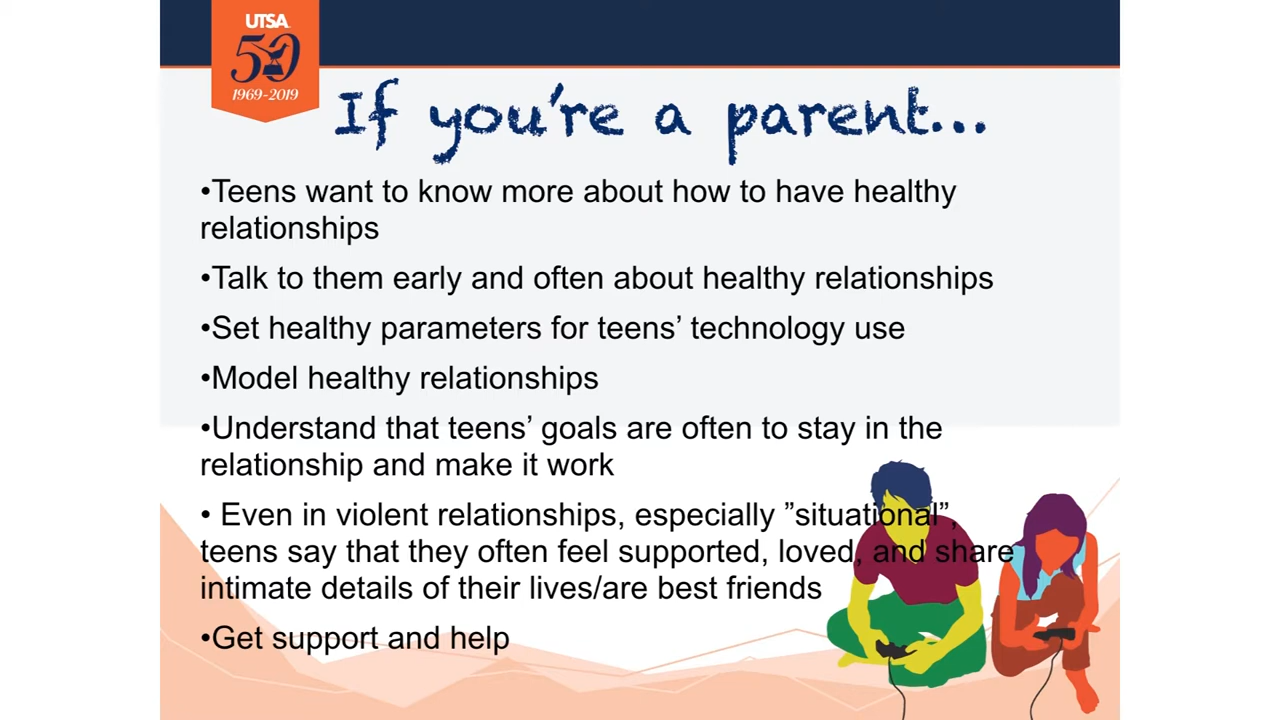 UTSA
50
1969-2019
If you're a parent...
•Teens want to know more about how to have healthy
relationships
•Talk to them early and often about healthy relationships
•Set healthy parameters for teens’ technology use
•Model healthy relationships
•Understand that teens’ goals are often to stay in the
relationship and make it work
• Even in violent relationships, especially ”situational”,
teens say that they often feel supported, loved, and share
intimate details of their lives/are best friends
•Get support and help